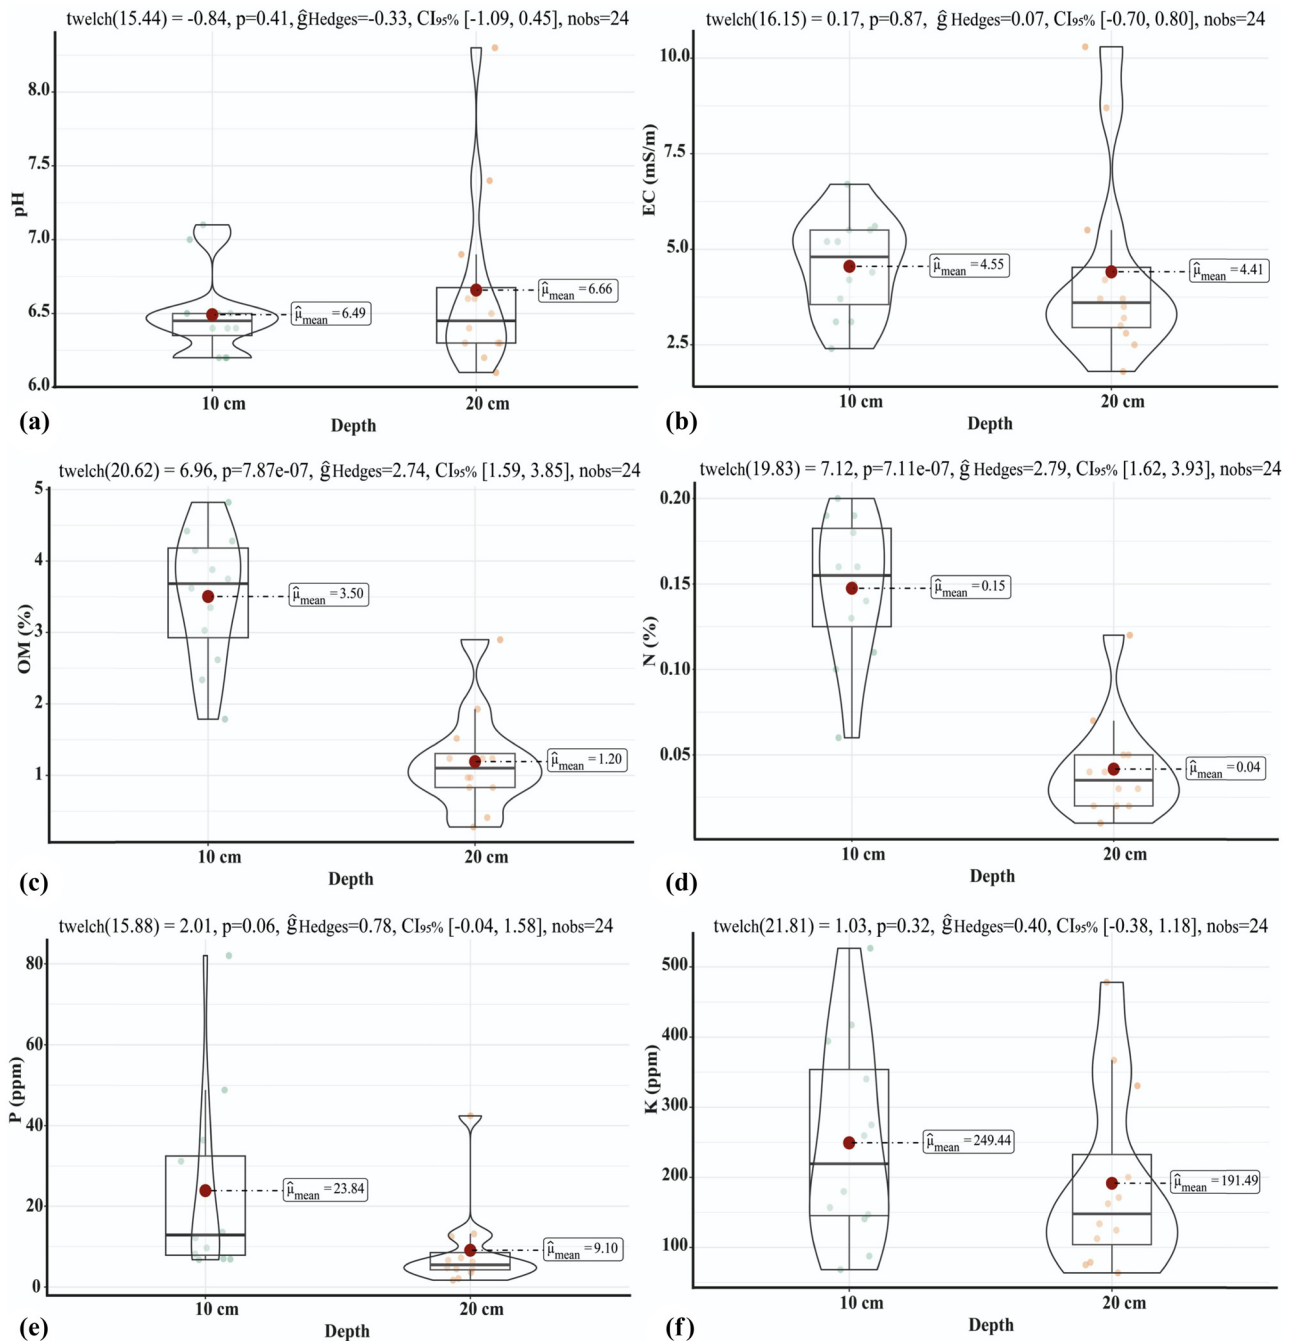 twelch(15.44) = -0.84, p=0.41, ĝHedges=-0.33, CI95% [-1.09, 0.45], nobs=24
pH
8.0
7.5
7.0
6.5
6.0
μ̂mean = 6.49
μ̂mean = 6.66
10 cm
20 cm
Depth
(a)
twelch(16.15) = 0.17, p=0.87, ĝ Hedges=0.07, CI95% [-0.70, 0.80], nobs=24
EC (mS/m)
10.0
7.5
5.0
2.5
μ̂mean = 4.55
μ̂mean = 4.41
10 cm
20 cm
Depth
(b)
twelch(20.62) = 6.96, p=7.87e-07, ĝHedges=2.74, CI95% [1.59, 3.85], nobs=24
OM (%)
5
4
3
2
1
μ̂mean = 3.50
μ̂mean = 1.20
10 cm
20 cm
Depth
(c)
twelch(19.83) = 7.12, p=7.11e-07, ĝ Hedges=2.79, CI95% [1.62, 3.93], nobs=24
N (%)
0.20
0.15
0.10
0.05
μ̂mean = 0.15
μ̂mean = 0.04
10 cm
20 cm
Depth
(d)
twelch(15.88) = 2.01, p=0.06, ĝHedges=0.78, CI95% [-0.04, 1.58], nobs=24
P (ppm)
80
60
40
20
0
μ̂mean = 23.84
μ̂mean = 9.10
10 cm
20 cm
Depth
(e)
twelch(21.81) = 1.03, p=0.32, ĝHedges=0.40, CI95% [-0.38, 1.18], nobs=24
K (ppm)
500
400
300
200
100
μ̂mean = 249.44
μ̂mean = 191.49
10 cm
20 cm
Depth
(f)